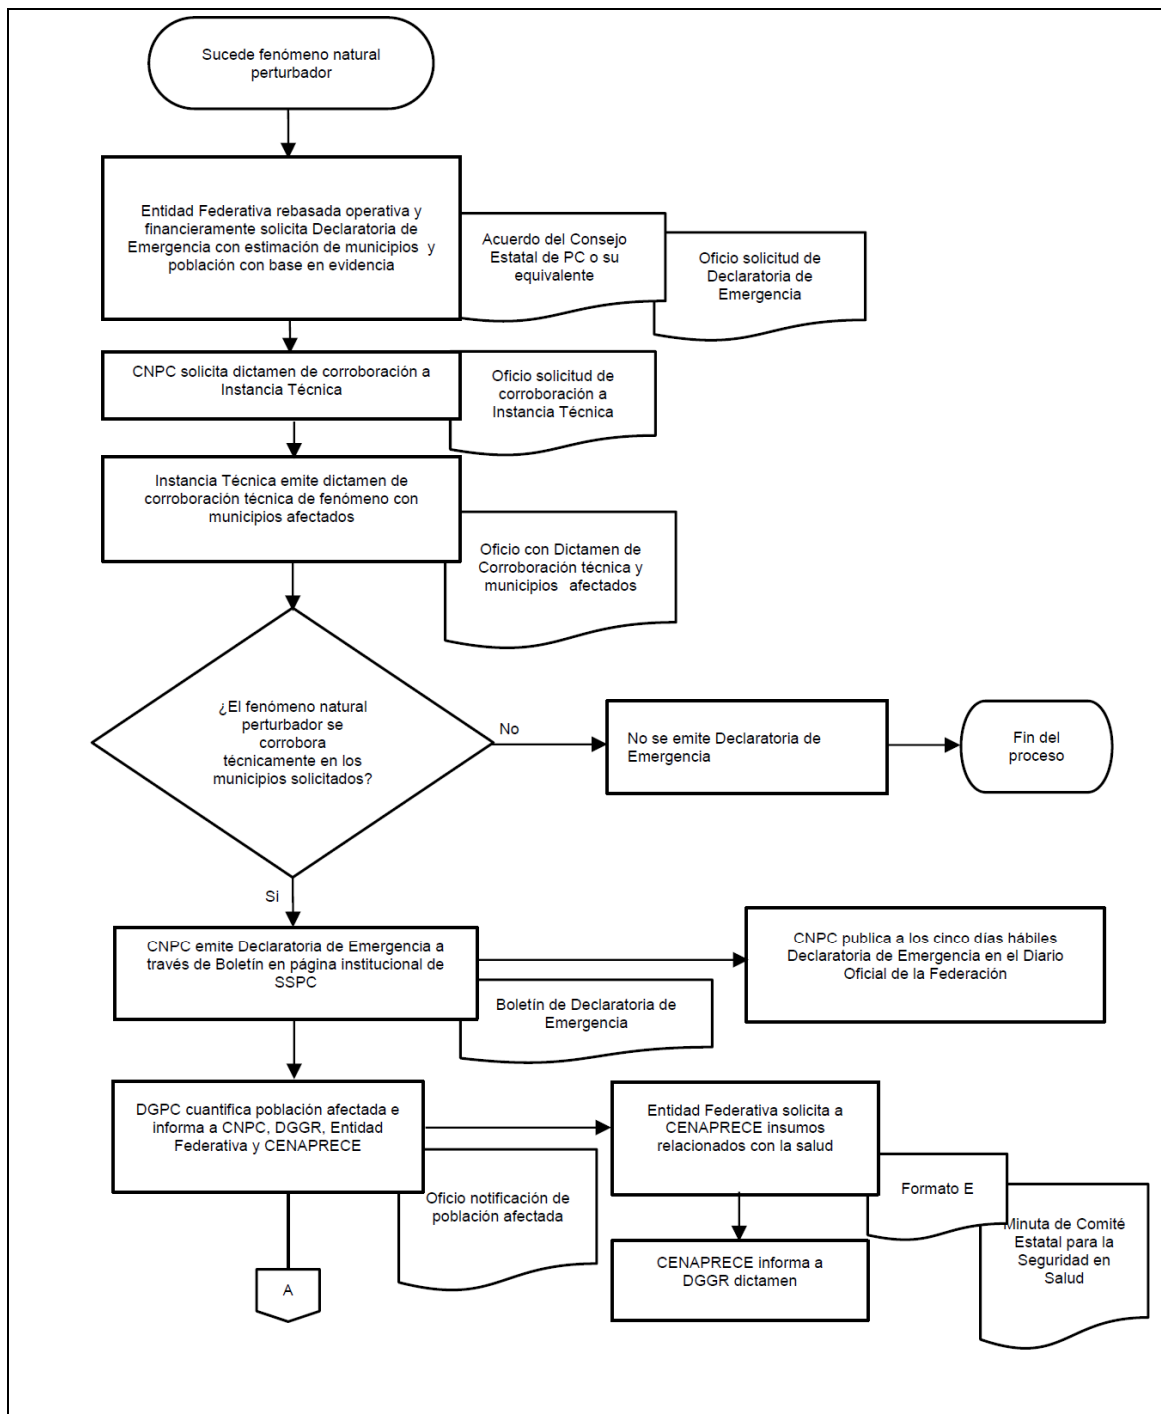 Sucede fenómeno natural
perturbador
Entidad Federativa rebasada operativa y
financieramente solicita Declaratoria de
Emergencia con estimación de municipios y
población con base en evidencia
Acuerdo del Consejo
Estatal de PC o su
equivalente
Oficio solicitud de
Declaratoria de
Emergencia
CNPC solicita dictamen de corroboración a
Instancia Técnica
Oficio solicitud de
corroboración a
Instancia Técnica
Instancia Técnica emite dictamen de
corroboración técnica de fenómeno con
municipios afectados
Oficio con Dictamen de
Corroboración técnica y
municipios afectados
¿El fenómeno natural
perturbador se
corrobora
técnicamente en los
municipios solicitados?
No
No se emite Declaratoria de
Emergencia
Fin del
proceso
Si
CNPC emite Declaratoria de Emergencia a
través de Boletín en página institucional de
SSPC
Boletín de Declaratoria de
Emergencia
CNPC publica a los cinco días hábiles
Declaratoria de Emergencia en el Diario
Oficial de la Federación
DGPC cuantifica población afectada e
informa a CNPC, DGGR, Entidad
Federativa y CENAPRECE
Oficio notificación de
población afectada
Entidad Federativa solicita a
CENAPRECE insumos
relacionados con la salud
Formato E
Minuta de Comité
Estatal para la
Seguridad en
Salud
CENAPRECE informa a
DGGR dictamen
A